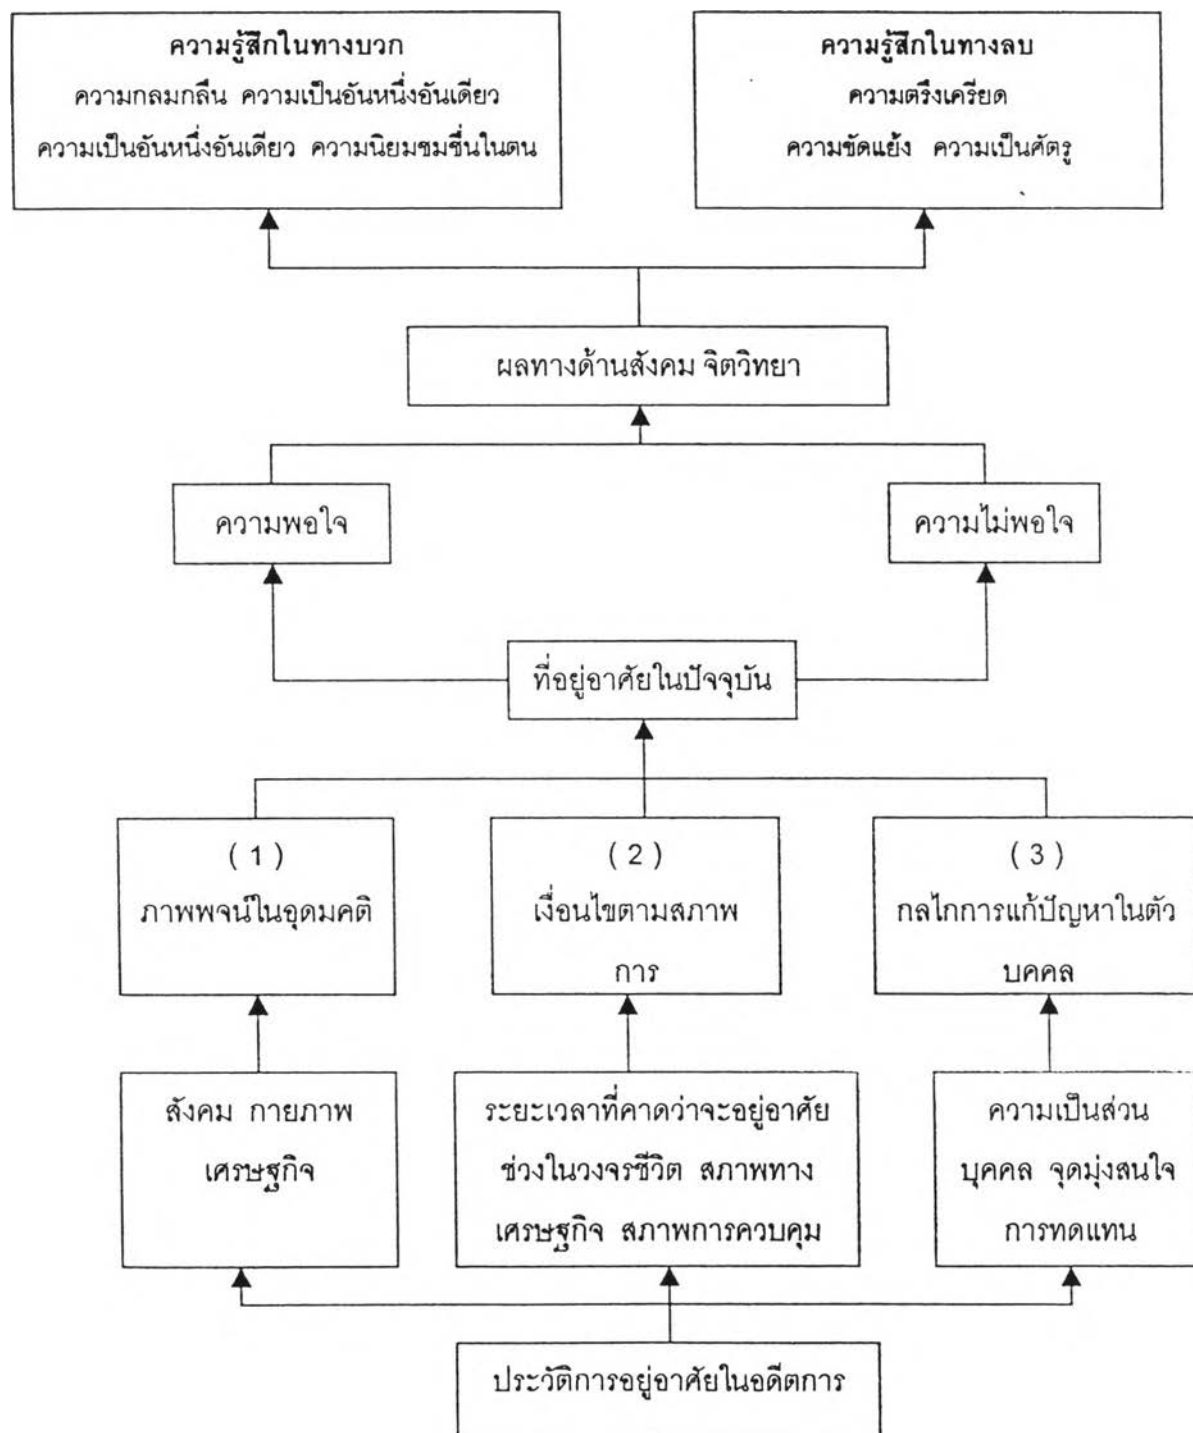 ความรู้สึกในทางบวก
ความกลมกลืน ความเป็นอันหนึ่งอันเดียว
ความเป็นอันหนึ่งอันเดียว ความนิยมชมชื่นในตน
ความรู้สึกในทางลบ
ความตรึงเครียด
ความขัดแย้ง ความเป็นศัตรู
ผลทางด้านสังคม จิตวิทยา
ความพอใจ
ความไม่พอใจ
ที่อยู่อาศัยในปัจจุบัน
( 1 )
ภาพพจน์ในอุดมคติ
( 2 )
เงื่อนไขตามสภาพ
การ
( 3 )
กลไกการแก้ปัญหาในตัว
บุคคล
สังคม กายภาพ
เศรษฐกิจ
ระยะเวลาที่คาดว่าจะอยู่อาศัย
ช่วงในวงจรชีวิต สภาพทาง
เศรษฐกิจ สภาพการควบคุม
ความเป็นส่วน
บุคคล จุดมุ่งสนใจ
การทดแทน
ประวัติการอยู่อาศัยในอดีตการ